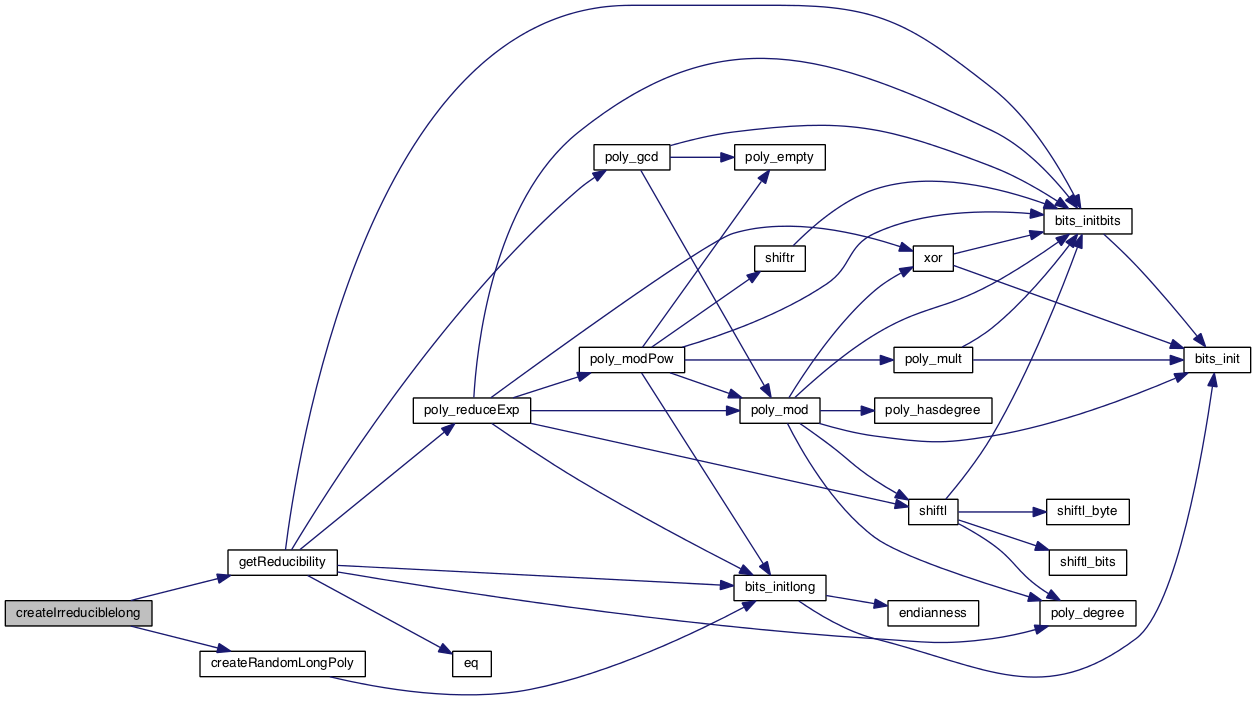 poly_gcd
poly_empty
bits_initbits
shiftr
xor
poly_modPow
poly_mult
bits_init
poly_reduceExp
poly_mod
poly_hasdegree
shiftl
shiftl_byte
getReducibility
shiftl_bits
bits_initlong
createIrreduciblelong
endianness
poly_degree
createRandomLongPoly
eq